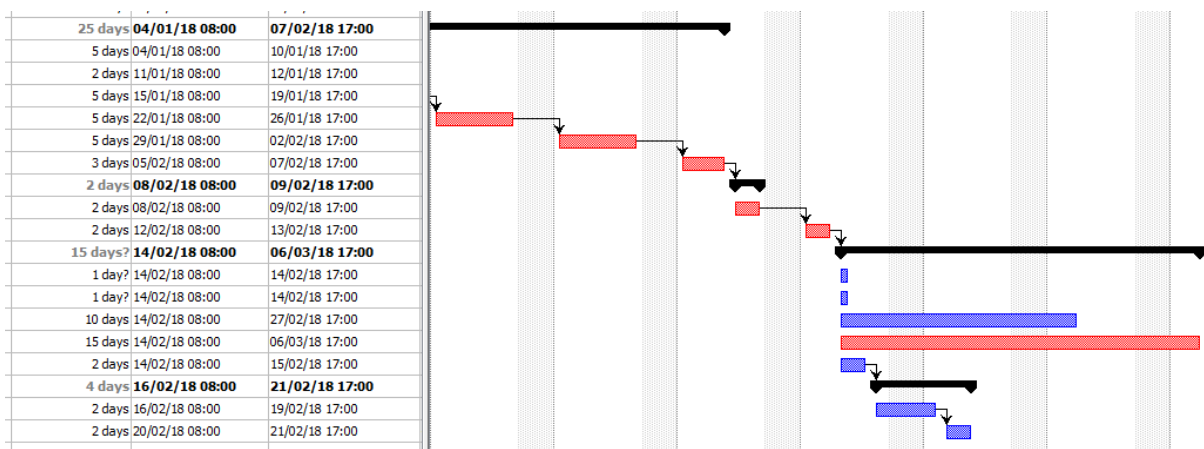 25 days 04/01/18 08:00 07/02/18 17:00
5 days 04/01/18 08:00 10/01/18 17:00
2 days 11/01/18 08:00 12/01/18 17:00
5 days 15/01/18 08:00 19/01/18 17:00
5 days 22/01/18 08:00 26/01/18 17:00
5 days 29/01/18 08:00 02/02/18 17:00
3 days 05/02/18 08:00 07/02/18 17:00
2 days 08/02/18 08:00 09/02/18 17:00
2 days 08/02/18 08:00 09/02/18 17:00
2 days 12/02/18 08:00 13/02/18 17:00
15 days? 14/02/18 08:00 06/03/18 17:00
1 day? 14/02/18 08:00 14/02/18 17:00
1 day? 14/02/18 08:00 14/02/18 17:00
10 days 14/02/18 08:00 27/02/18 17:00
15 days 14/02/18 08:00 06/03/18 17:00
2 days 14/02/18 08:00 15/02/18 17:00
4 days 16/02/18 08:00 21/02/18 17:00
2 days 16/02/18 08:00 19/02/18 17:00
2 days 20/02/18 08:00 21/02/18 17:00